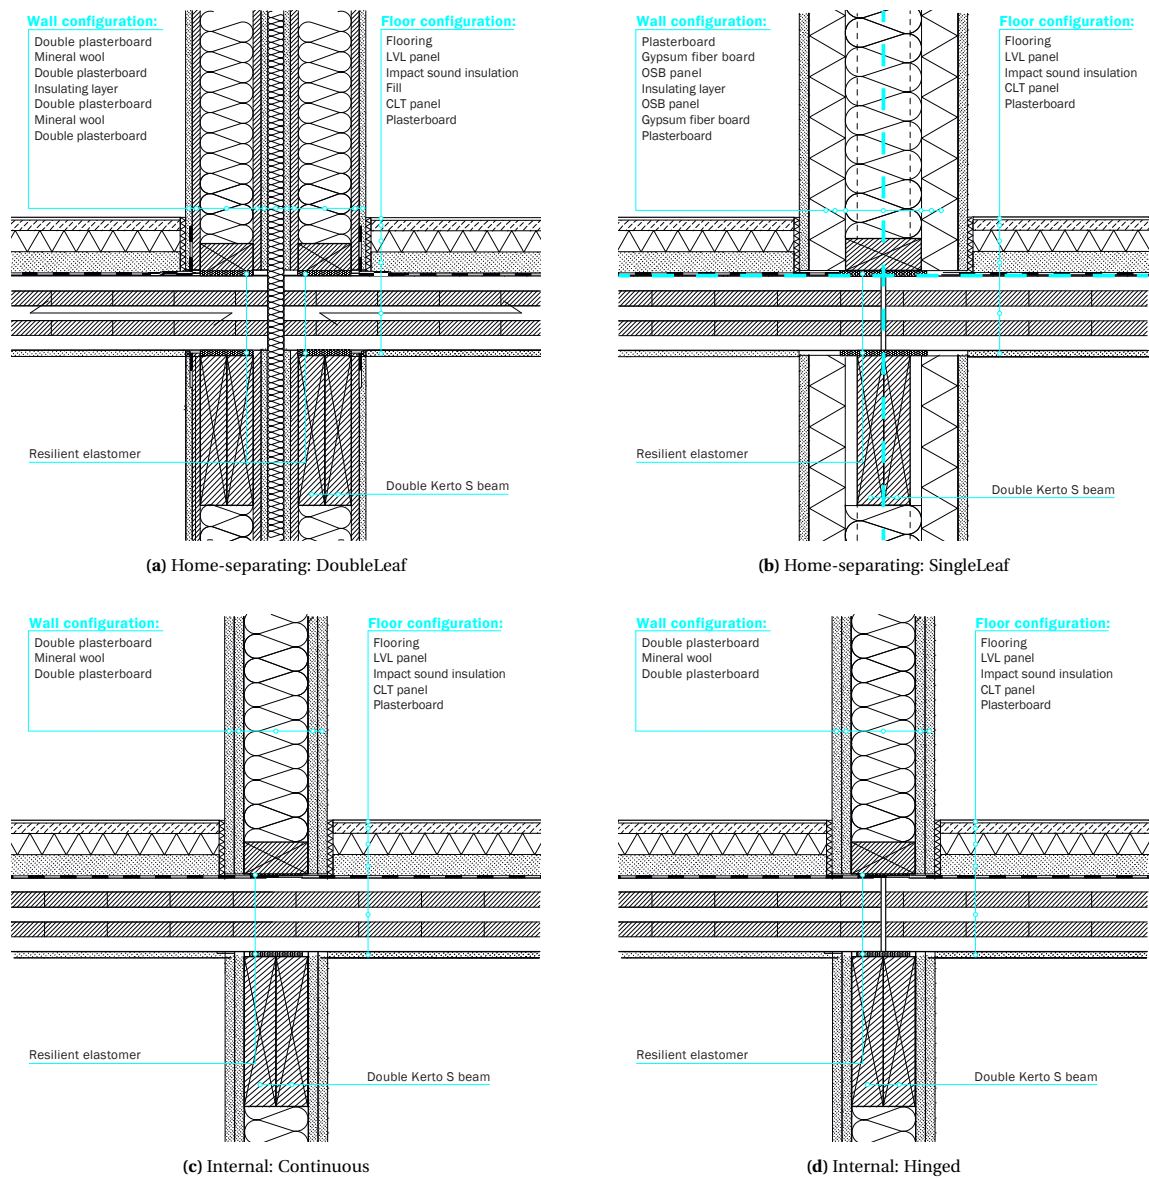 Wall configuration:
Double plasterboard
Mineral wool
Double plasterboard
Insulating layer
Double plasterboard
Mineral wool
Double plasterboard
Floor configuration:
Flooring
LVL panel
Impact sound insulation
Fill
CLT panel
Plasterboard
Resilient elastomer
Double Kerto S beam
(a) Home-separating: DoubleLeaf
Wall configuration:
Plasterboard
Gypsum fiber board
OSB panel
Insulating layer
OSB panel
Gypsum fiber board
Plasterboard
Floor configuration:
Flooring
LVL panel
Impact sound insulation
CLT panel
Plasterboard
Resilient elastomer
Double Kerto S beam
(b) Home-separating: SingleLeaf
Wall configuration:
Double plasterboard
Mineral wool
Double plasterboard
Floor configuration:
Flooring
LVL panel
Impact sound insulation
CLT panel
Plasterboard
Resilient elastomer
Double Kerto S beam
(c) Internal: Continuous
Wall configuration:
Double plasterboard
Mineral wool
Double plasterboard
Floor configuration:
Flooring
LVL panel
Impact sound insulation
CLT panel
Plasterboard
Resilient elastomer
Double Kerto S beam
(d) Internal: Hinged